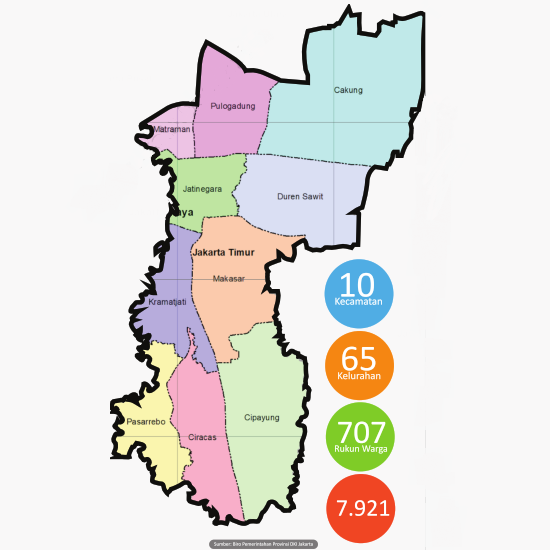 Cakung
Pulogadung
Matraman
Jatinegara
Duren Sawit
aya
Jakarta Timur
Makasar
Kramatjati
10
Kecamatan
65
Kelurahan
Pasarrebo
Cipayung
Ciracas
707
Rukun Warga
7.921
Sumber: Biro Pemerintahan Provinsi DKI Jakarta